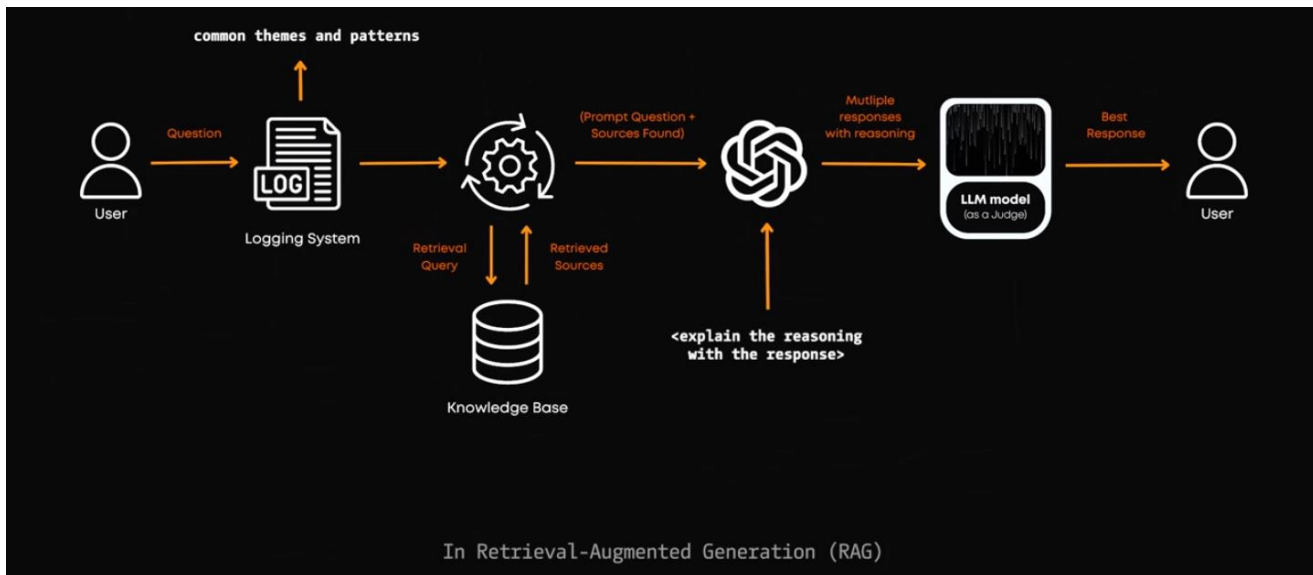 common themes and patterns
Question
User
LOG
Logging System
Retrieval
Query
Retrieved
Sources
Knowledge Base
(Prompt Question +
Sources Found)
<explain the reasoning
with the response>
Mutliple
responses
with reasoning
LLM model
(as a Judge)
Best
Response
User
In Retrieval-Augmented Generation (RAG)